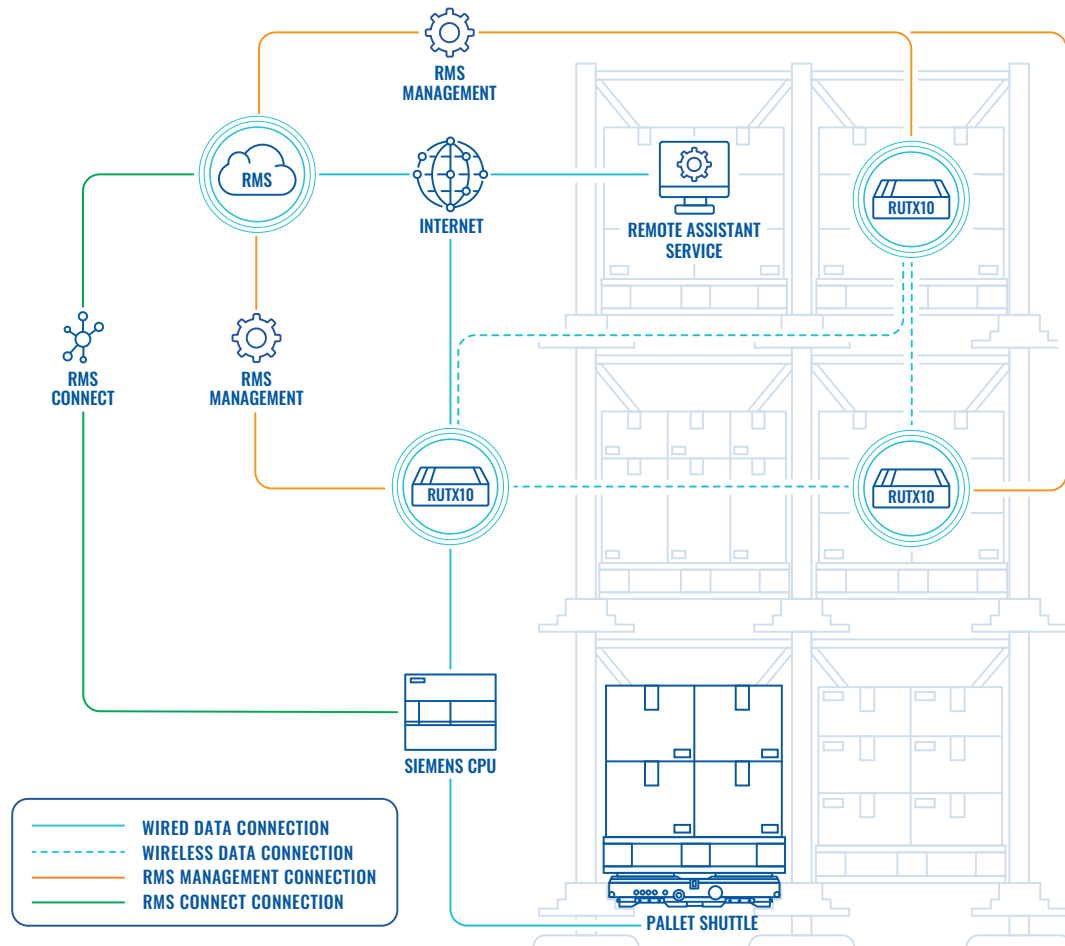 RMS
MANAGEMENT
RMS
INTERNET
REMOTE ASSISTANT
SERVICE
RUTX10
RMS
CONNECT
RMS
MANAGEMENT
RUTX10
RUTX10
SIEMENS CPU
WIRED DATA CONNECTION
WIRELESS DATA CONNECTION
RMS MANAGEMENT CONNECTION
RMS CONNECT CONNECTION
PALLET SHUTTLE